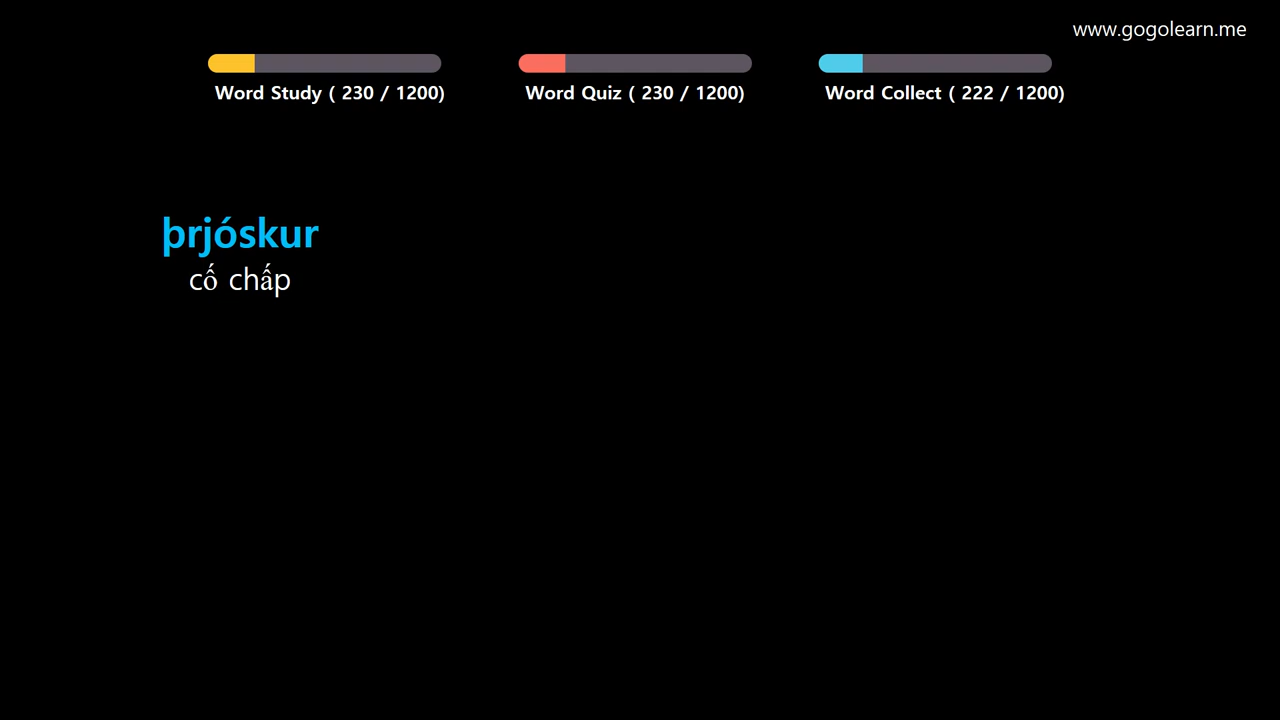 www.gogolearn.me
Word Study ( 230 / 1200)
Word Quiz ( 230 / 1200)
Word Collect ( 222 / 1200)
þrjóskur
cố chấp